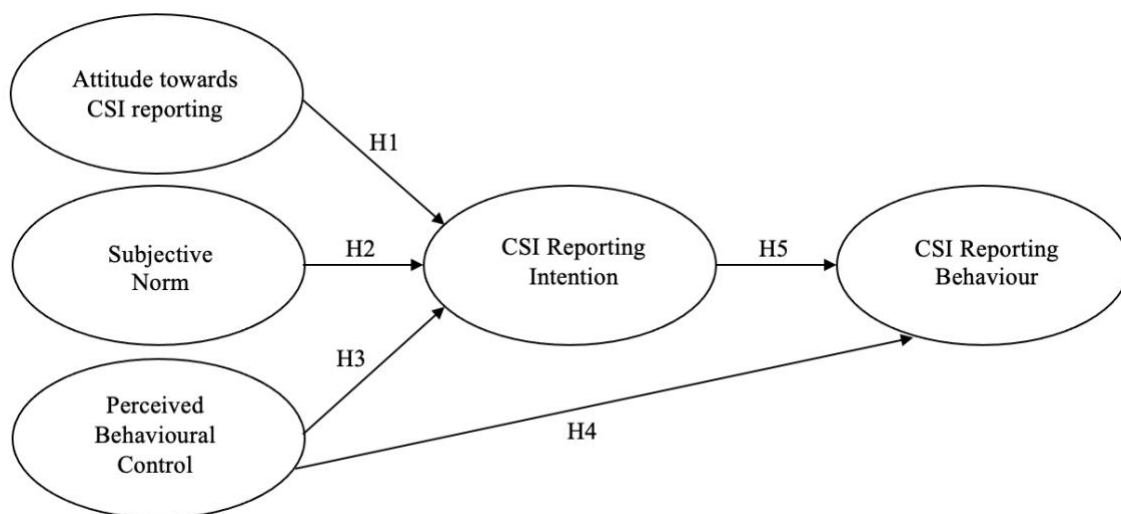 Attitude towards
CSI reporting
H1
Subjective
Norm
H2
CSI Reporting
Intention
H5
CSI Reporting
Behaviour
H3
Perceived
Behavioural
Control
H4